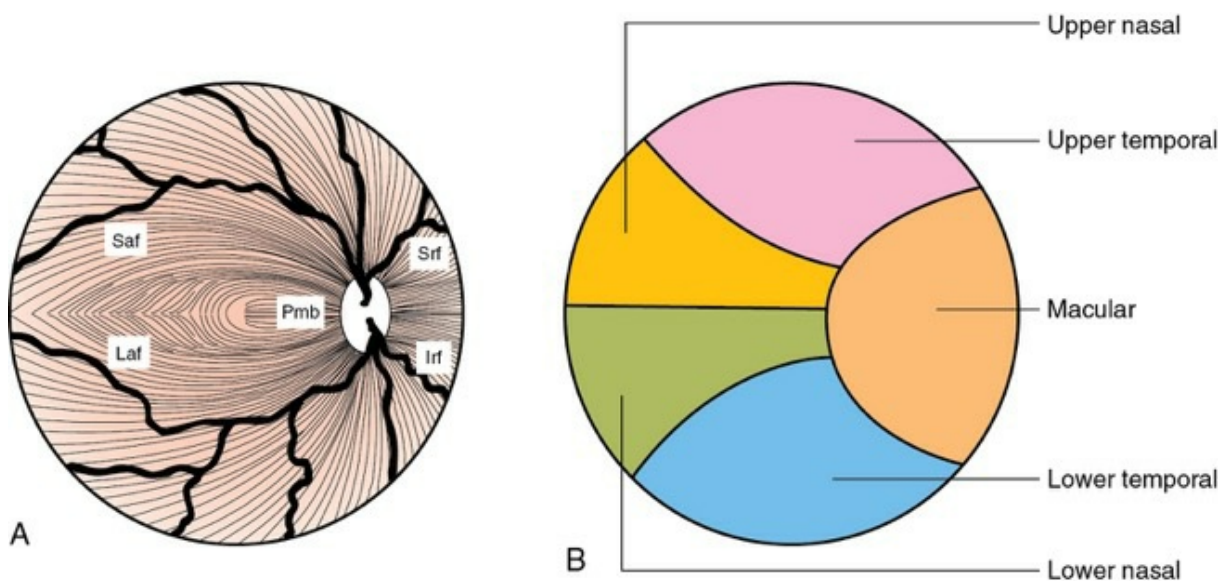 Saf
Srf
Pmb
Laf
Irf
A
Upper nasal
Upper temporal
Macular
Lower temporal
Lower nasal
B